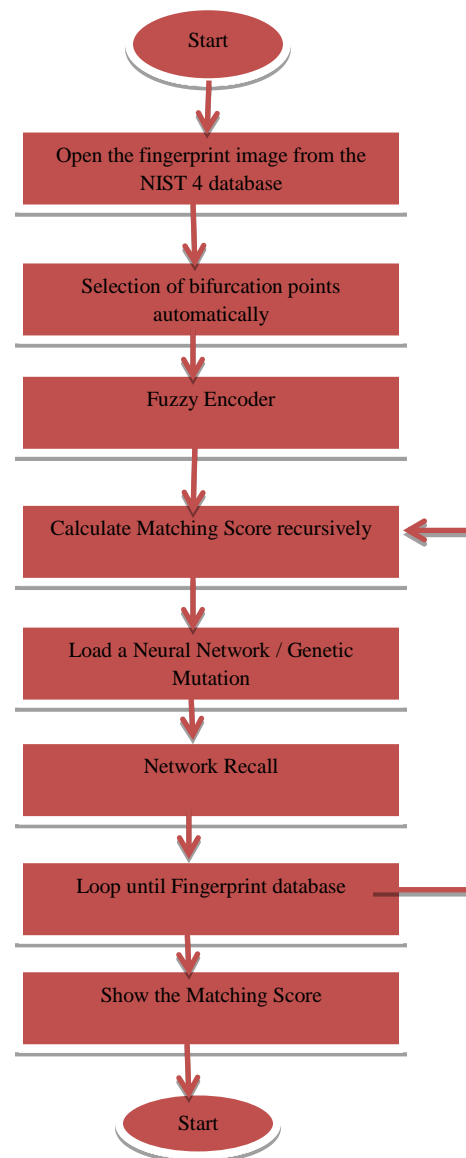 Start
Open the fingerprint image from the
NIST 4 database
Selection of bifurcation points
automatically
Fuzzy Encoder
Calculate Matching Score recursively
Load a Neural Network / Genetic
Mutation
Network Recall
Loop until Fingerprint database
Show the Matching Score
Start